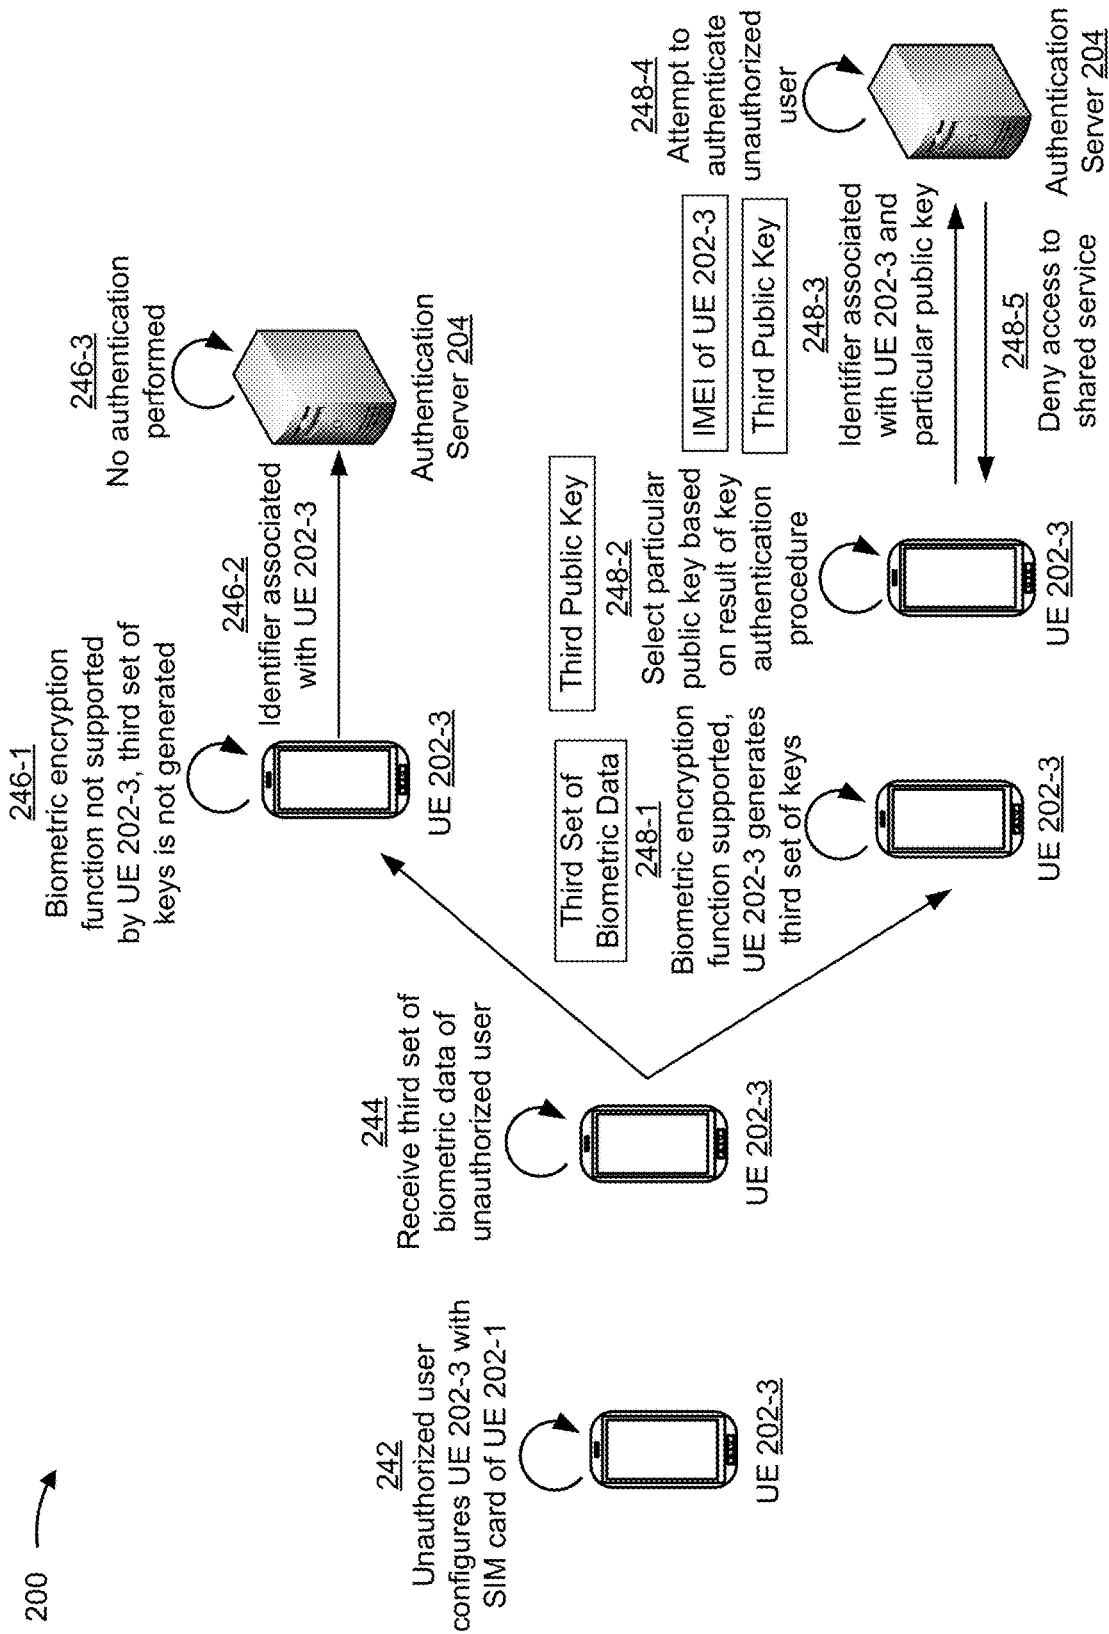 200
242
Unauthorized user
configures UE 202-3 with
SIM card of UE 202-1
UE 202-3
244
Receive third set of
biometric data of
unauthorized user
UE 202-3
246-1
Biometric encryption
function not supported
by UE 202-3, third set of
keys is not generated
UE 202-3
246-2
Identifier associated
with UE 202-3
246-3
No authentication
performed
Authentication
Server 204
Third Set of
Biometric Data
248-1
Biometric encryption
function supported,
UE 202-3 generates
third set of keys
UE 202-3
Third Public Key
248-2
Select particular
public key based
on result of key
authentication
procedure
UE 202-3
IMEI of UE 202-3
Third Public Key
248-3
Identifier associated
with UE 202-3 and
particular public key
248-4
Attempt to
authenticate
unauthorized
user
248-5
Deny access to
shared service
Authentication
Server 204